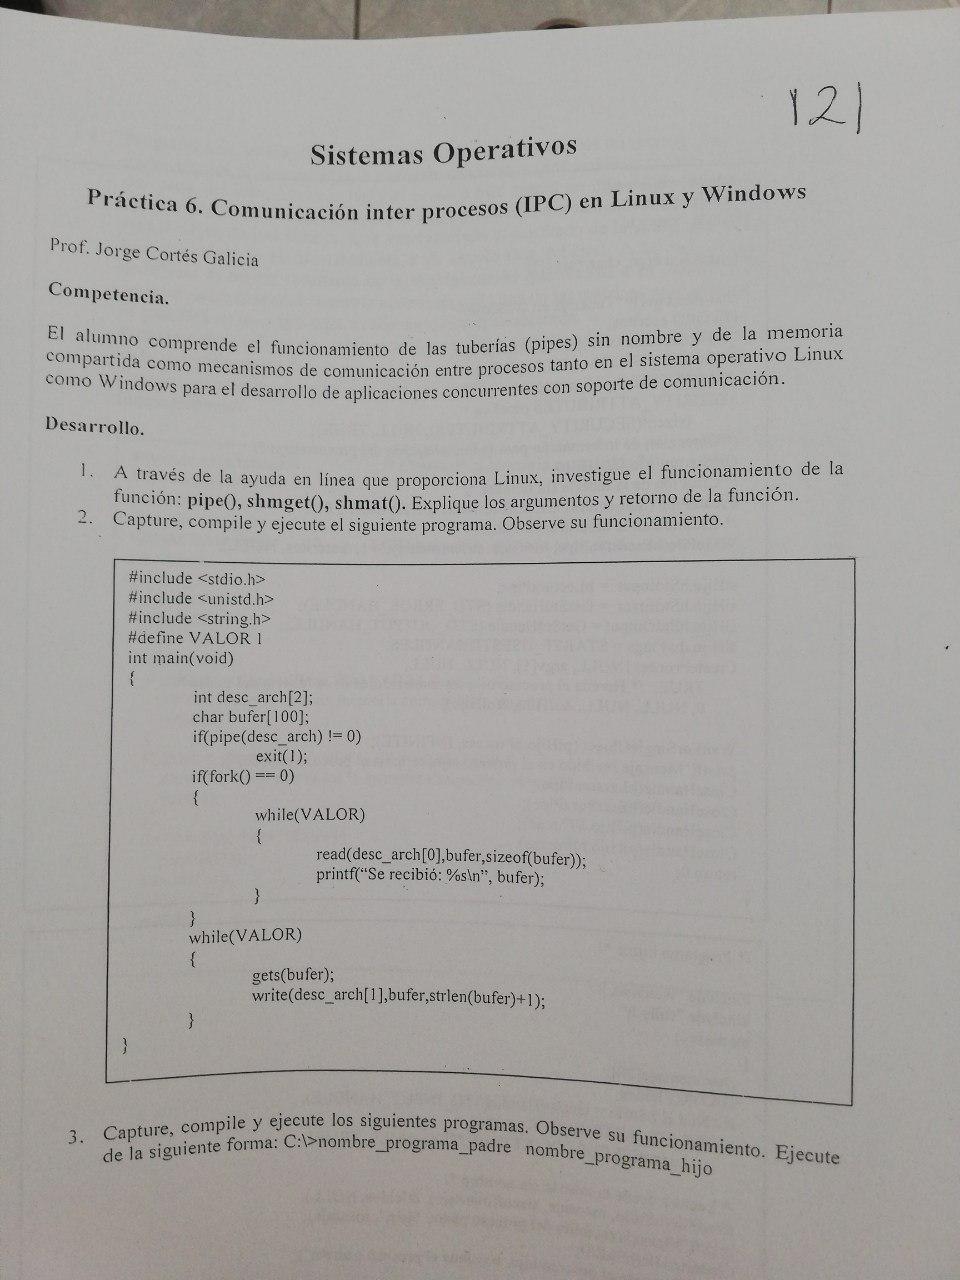 121
Sistemas Operativos
Práctica 6. Comunicación inter procesos (IPC) en Linux y Windows
Prof. Jorge Cortés Galicia
Competencia.
El alumno comprende el funcionamiento de las tuberías (pipes) sin nombre y de la memoria
compartida como mecanismos de comunicación entre procesos tanto en el sistema operativo Linux
como Windows para el desarrollo de aplicaciones concurrentes con soporte de comunicación.
Desarrollo.
1. A través de la ayuda en línea que proporciona Linux, investigue el funcionamiento de la
función: pipe(), shmget(), shmat(). Explique los argumentos y retorno de la función.
2. Capture, compile y ejecute el siguiente programa. Observe su funcionamiento.
#include <stdio.h>
#include <unistd.h>
#include <string.h>
#define VALOR 1
int main(void)
{
int desc_arch[2];
char bufer[100];
if(pipe(desc_arch) != 0)
exit(1);
if(fork() == 0)
{
while(VALOR)
{
read(desc_arch[0],bufer,sizeof(bufer));
printf(“Se recibió: %s\n”, bufer);
}
}
while(VALOR)
{
gets(bufer);
write(desc_arch[1],bufer,strlen(bufer)+1);
}
}
3. Capture, compile y ejecute los siguientes programas. Observe su funcionamiento. Ejecute
de la siguiente forma: C:\>nombre_programa_padre nombre_programa_hijo